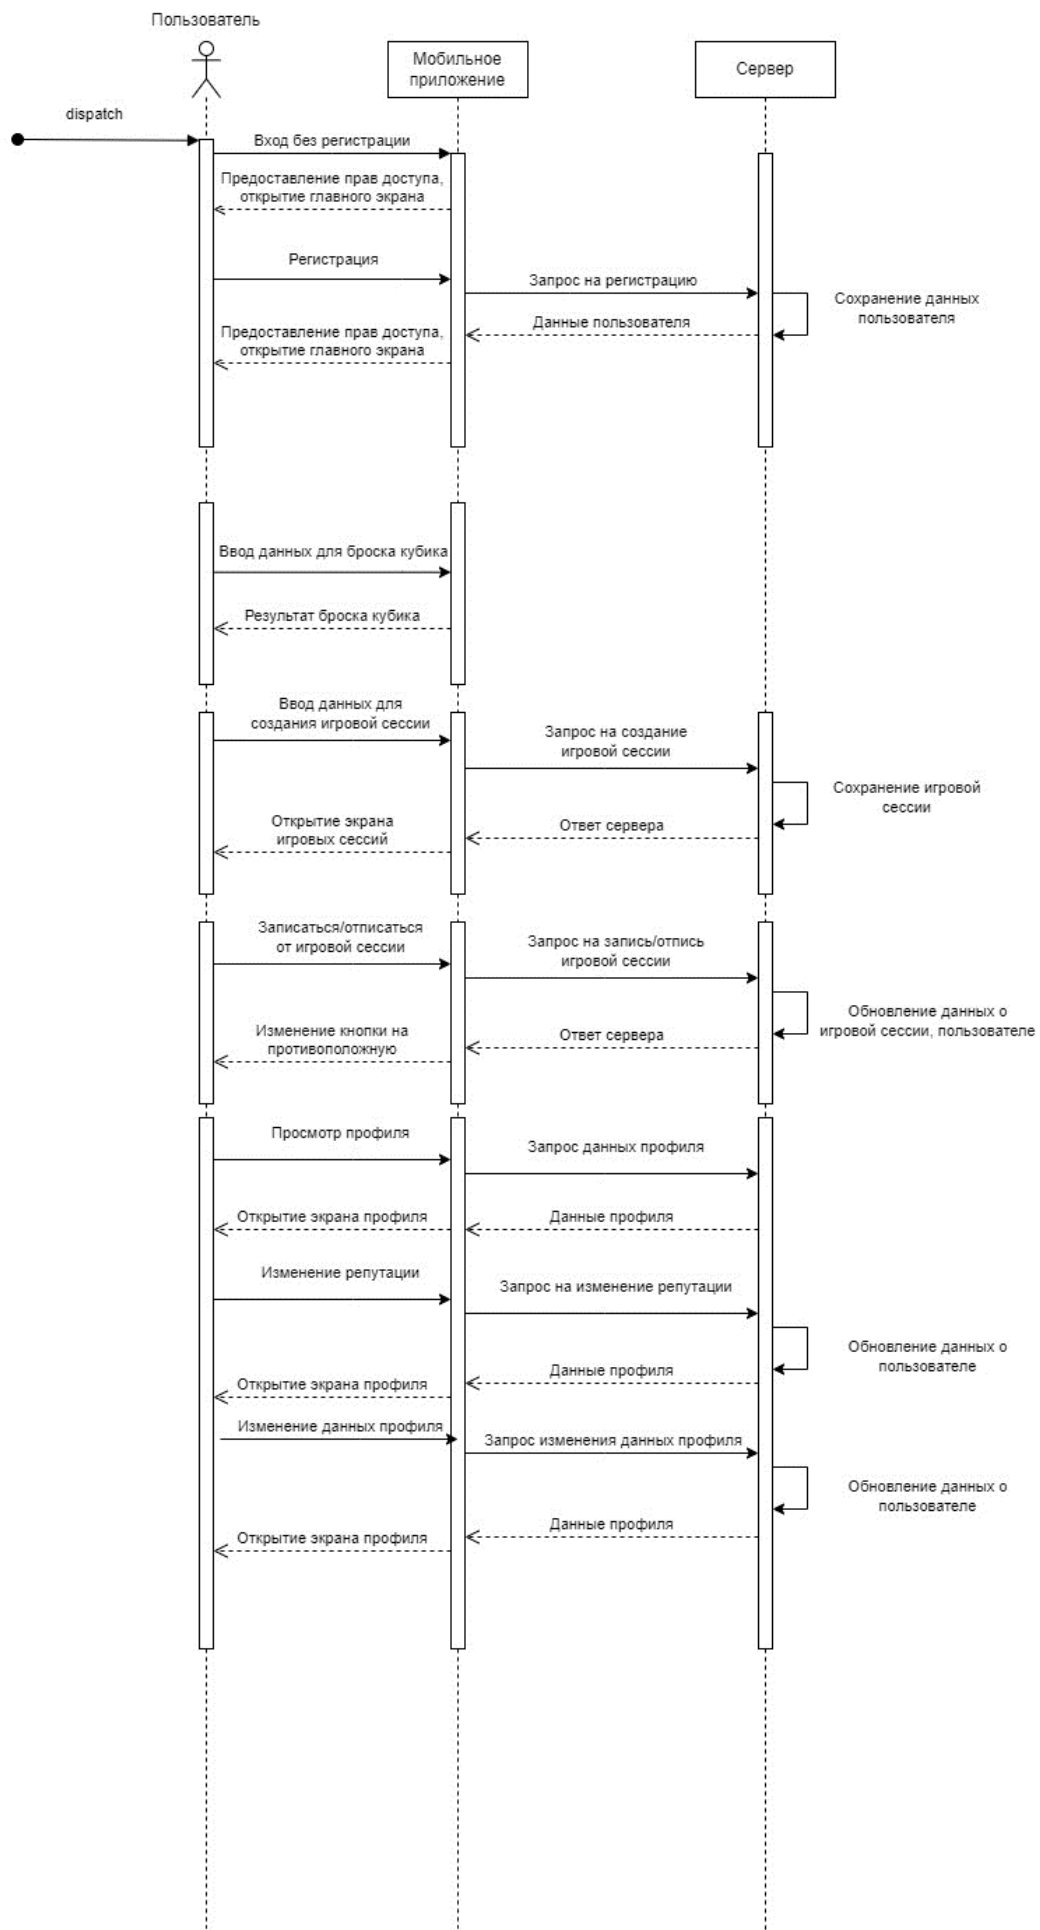 Пользователь
Мобильное
приложение
Сервер
dispatch
Вход без регистрации
Предоставление прав доступа,
открытие главного экрана
Регистрация
Запрос на регистрацию
Сохранение данных
пользователя
Данные пользователя
Предоставление прав доступа,
открытие главного экрана
Ввод данных для броска кубика
Результат броска кубика
Ввод данных для
создания игровой сессии
Запрос на создание
игровой сессии
Сохранение игровой
сессии
Открытие экрана
игровых сессий
Ответ сервера
Записаться/отписаться
от игровой сессии
Запрос на запись/отпись
игровой сессии
Обновление данных о
игровой сессии, пользователе
Изменение кнопки на
противоположную
Ответ сервера
Просмотр профиля
Запрос данных профиля
Открытие экрана профиля
Данные профиля
Изменение репутации
Запрос на изменение репутации
Обновление данных о
пользователе
Данные профиля
Открытие экрана профиля
Изменение данных профиля
Запрос изменения данных профиля
Обновление данных о
пользователе
Данные профиля
Открытие экрана профиля